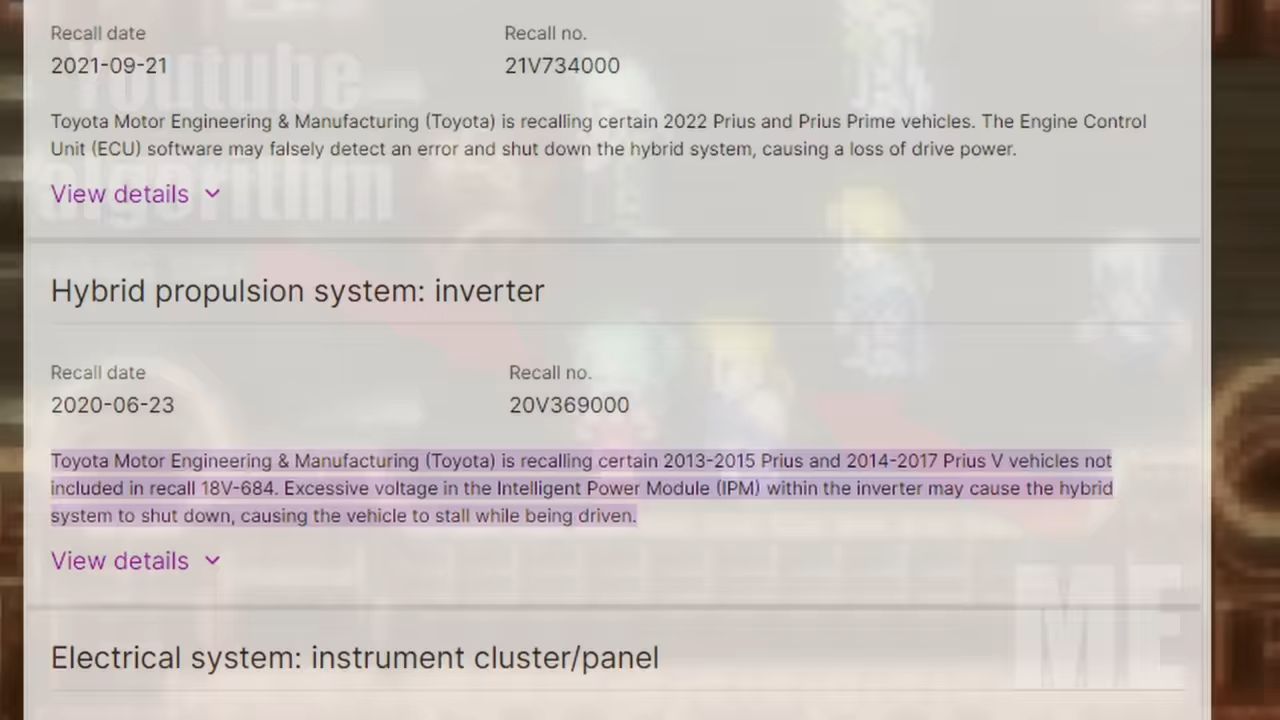 Recall date
Recall no.
2021-09-21
21V734000
Youtube
Toyota Motor Engineering & Manufacturing (Toyota) is recalling certain 2022 Prius and Prius Prime vehicles. The Engine Control
Unit (ECU) software may falsely detect an error and shut down the hybrid system, causing a loss of drive power.
View details
algorithm
Hybrid propulsion system: inverter
Recall date
Recall no.
2020-06-23
20V369000
Toyota Motor Engineering & Manufacturing (Toyota) is recalling certain 2013-2015 Prius and 2014-2017 Prius V vehicles not
included in recall 18V-684. Excessive voltage in the Intelligent Power Module (IPM) within the inverter may cause the hybrid
system to shut down, causing the vehicle to stall while being driven.
View details
ME
Electrical system: instrument cluster/panel